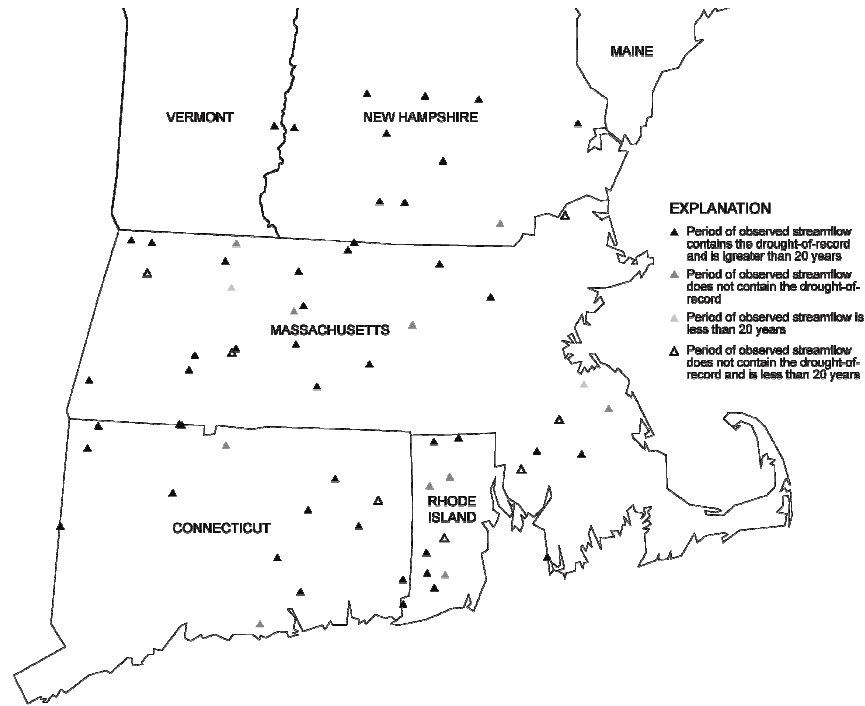 MAINE
VERMONT
NEW HAMPSHIRE
EXPLANATION
Period of observed streamflow
contains the drought-of-record
and is lgreater than 20 years
Period of observed streamflow
does not contain the drought-of-
record
Period of observed streamflow is
less than 20 years
Period of observed streamflow
does not contain the drought-of-
record and is less than 20 years
MASSACHUSETTS
RHODE
ISLAND
CONNECTICUT